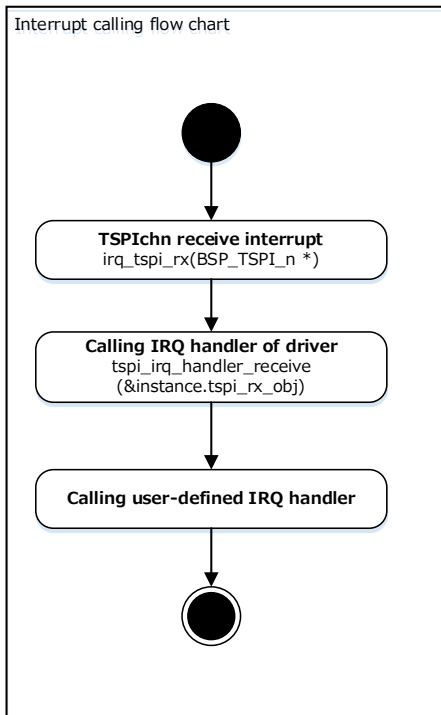 Interrupt calling flow chart
TSPIchn receive interrupt
irq_tspi_rx(BSP_TSPI_n *)
Calling IRQ handler of driver
tspi_irq_handler_receive
(&instance.tspi_rx_obj)
Calling user-defined IRQ handler